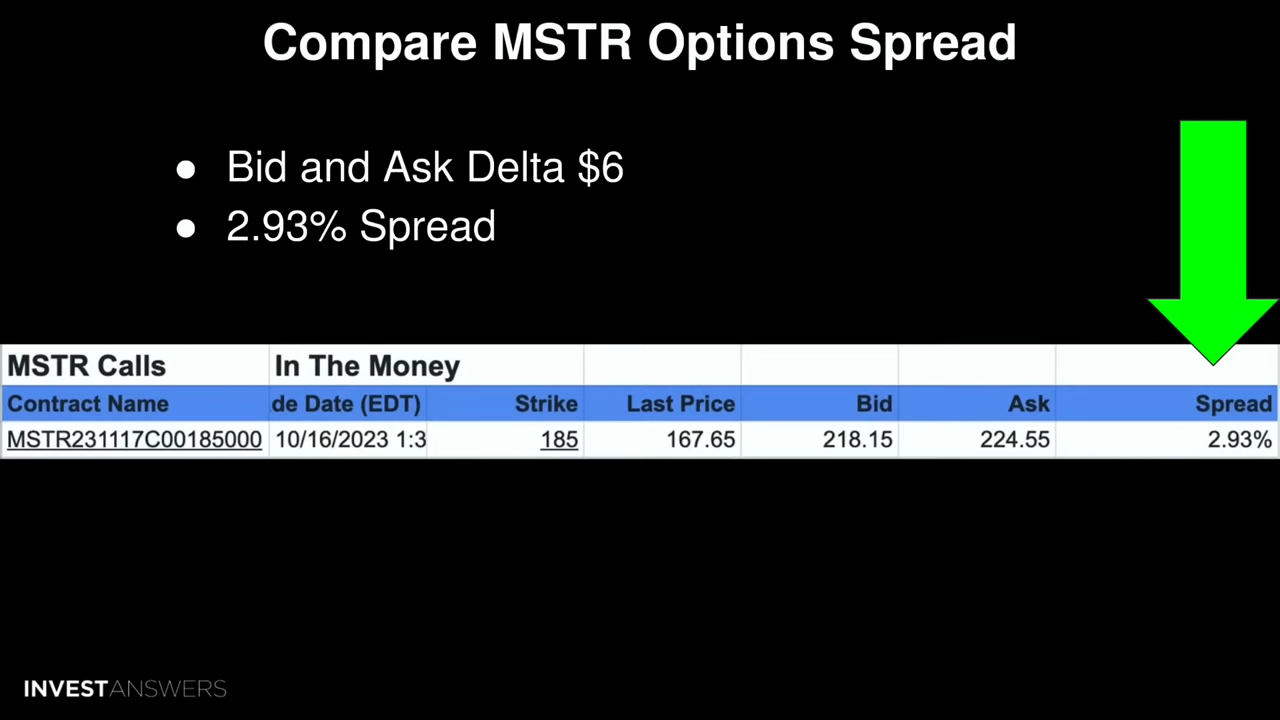 Compare MSTR Options Spread
● Bid and Ask Delta $6
● 2.93% Spread
MSTR Calls In The Money
Contract Name de Date (EDT) Strike Last Price Bid Ask Spread
MSTR231117C00185000 10/16/2023 1:3 185 167.65 218.15 224.55 2.93%
INVESTANSWERS